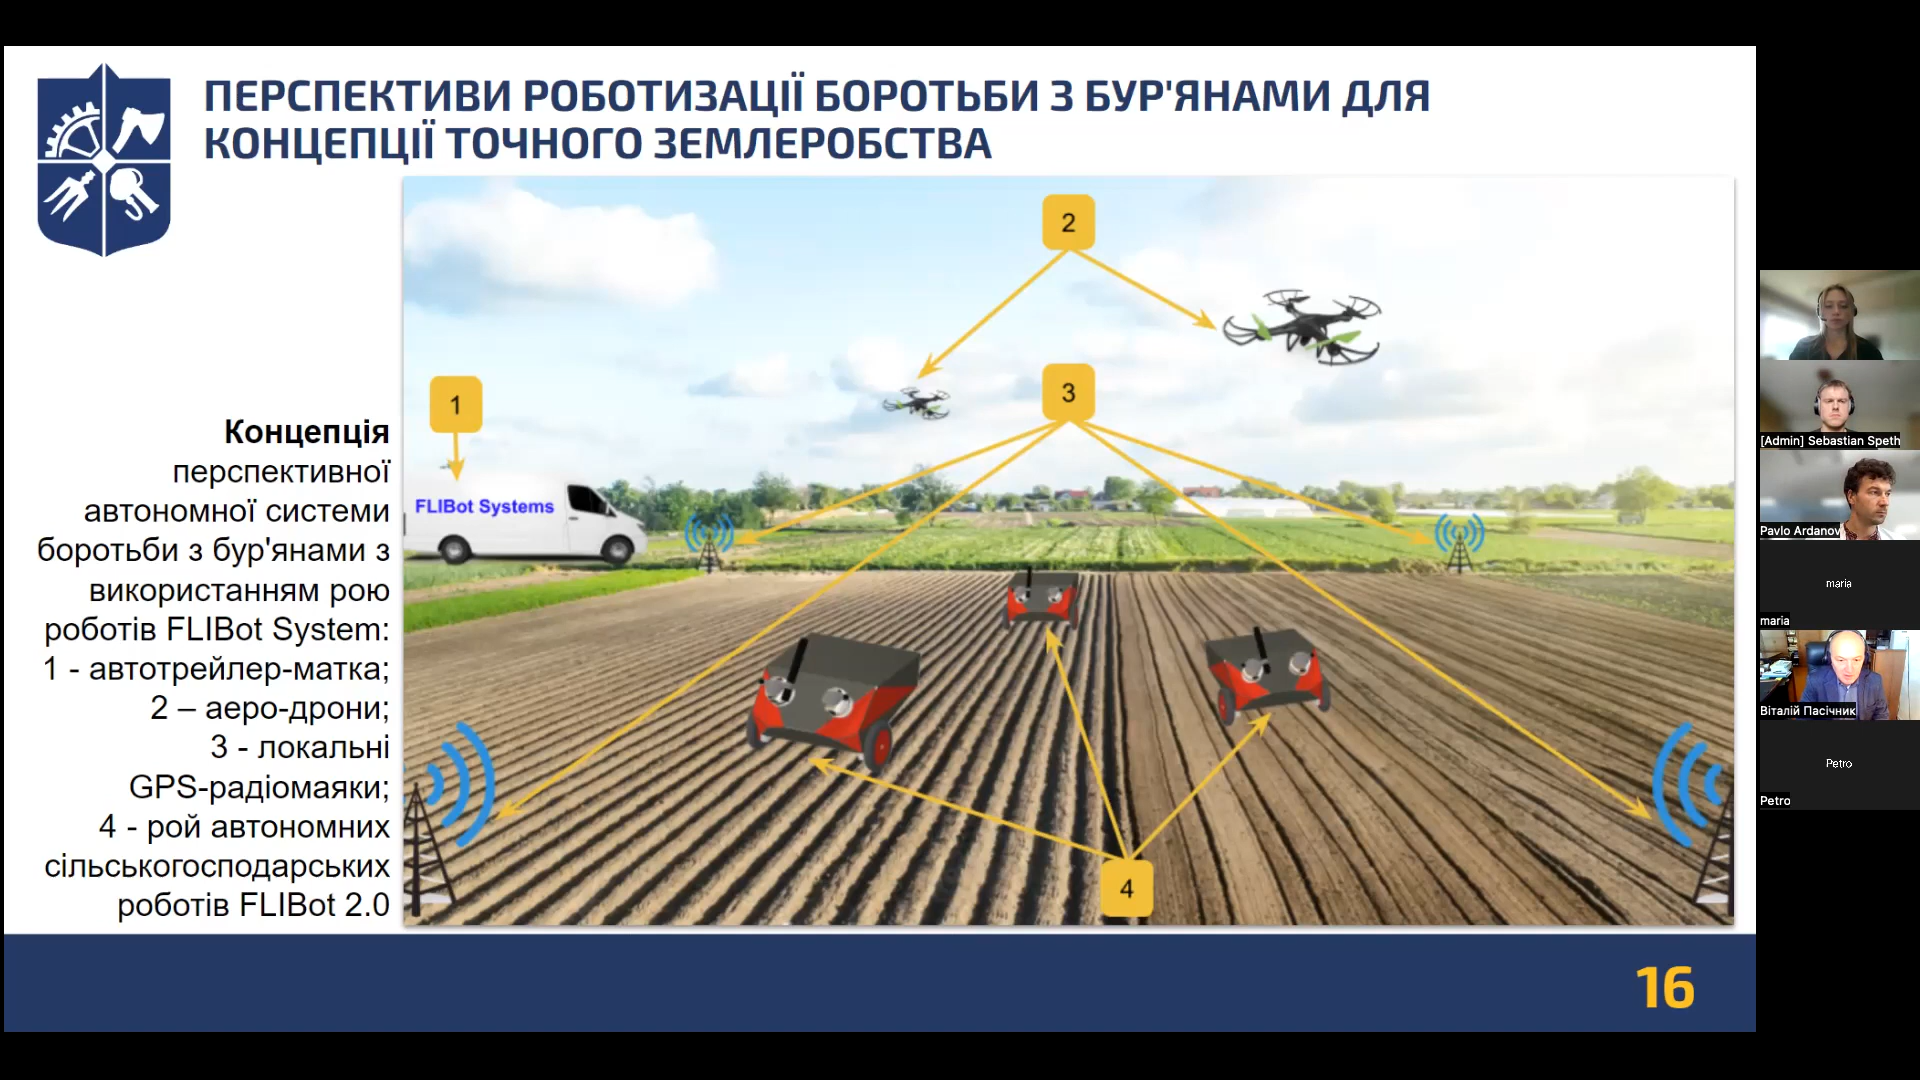 ПЕРСПЕКТИВИ РОБОТИЗАЦІЇ БОРОТЬБИ З БУР'ЯНАМИ ДЛЯ
КОНЦЕПЦІЇ ТОЧНОГО ЗЕМЛЕРОБСТВА
Концепція
перспективної
автономної системи
боротьби з бур'янами з
використанням рою
роботів FLIBot System:
1 - автотрейлер-матка;
2 – аеро-дрони;
3 - локальні
GPS-радіомаяки;
4 - рой автономних
сільськогосподарських
роботів FLIBot 2.0
2
3
1
FLIBot Systems
4
16
[Admin] Sebastian Speth
Pavlo Ardanov
maria
maria
Віталій Пасічник
Petro
Petro